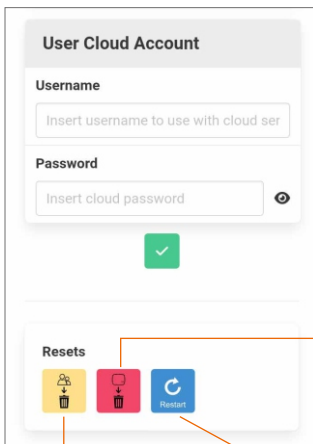 User Cloud Account
Username
Insert username to use with cloud ser
Password
Insert cloud password
Resets
Restart